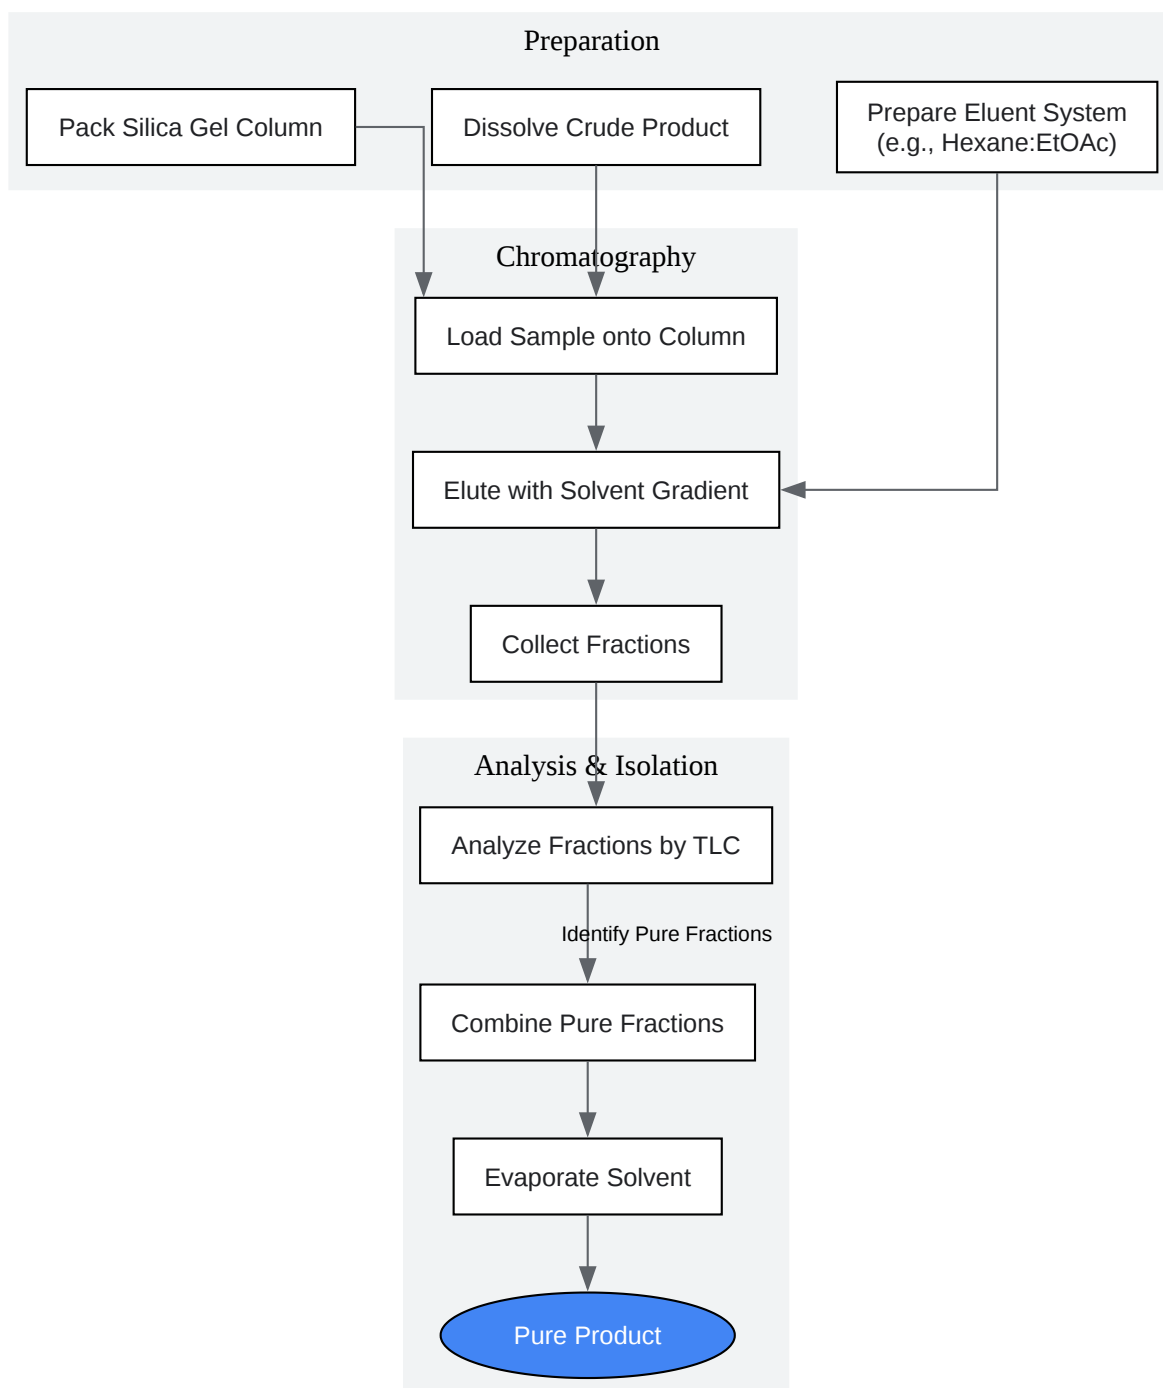 Preparation
Pack Silica Gel Column
Dissolve Crude Product
Prepare Eluent System
(e.g., Hexane:EtOAc)
Chromatography
Load Sample onto Column
Elute with Solvent Gradient
Collect Fractions
Analysis & Isolation
Analyze Fractions by TLC
Identify Pure Fractions
Combine Pure Fractions
Evaporate Solvent
Pure Product